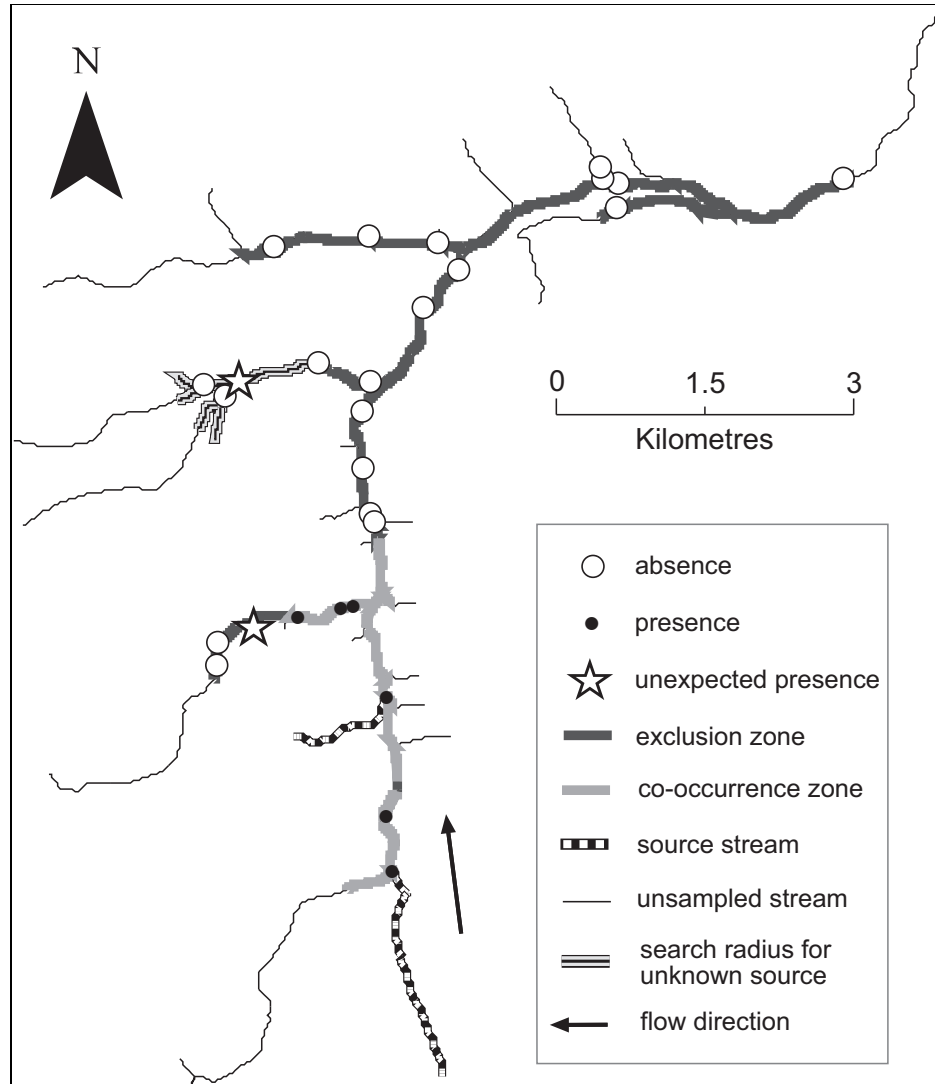 N
0 1.5 3
Kilometres
absence
presence
unexpected presence
exclusion zone
co-occurrence zone
source stream
unsampled stream
search radius for
unknown source
flow direction